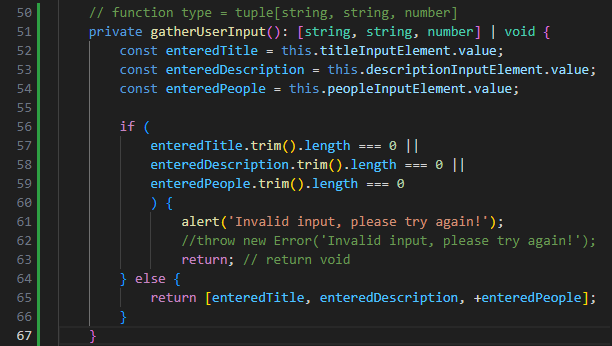 50 // function type = tuple[string, string, number]
51 private gatherUserInput(): [string, string, number] | void {
52 const enteredTitle = this.titleInputElement.value;
53 const enteredDescription = this.descriptionInputElement.value;
54 const enteredPeople = this.peopleInputElement.value;
55
56 if (
57 enteredTitle.trim().length === 0 ||
58 enteredDescription.trim().length === 0 ||
59 enteredPeople.trim().length === 0
60 ) {
61 alert('Invalid input, please try again!');
62 //throw new Error('Invalid input, please try again!');
63 return; // return void
64 } else {
65 return [enteredTitle, enteredDescription, +enteredPeople];
66 }
67 }